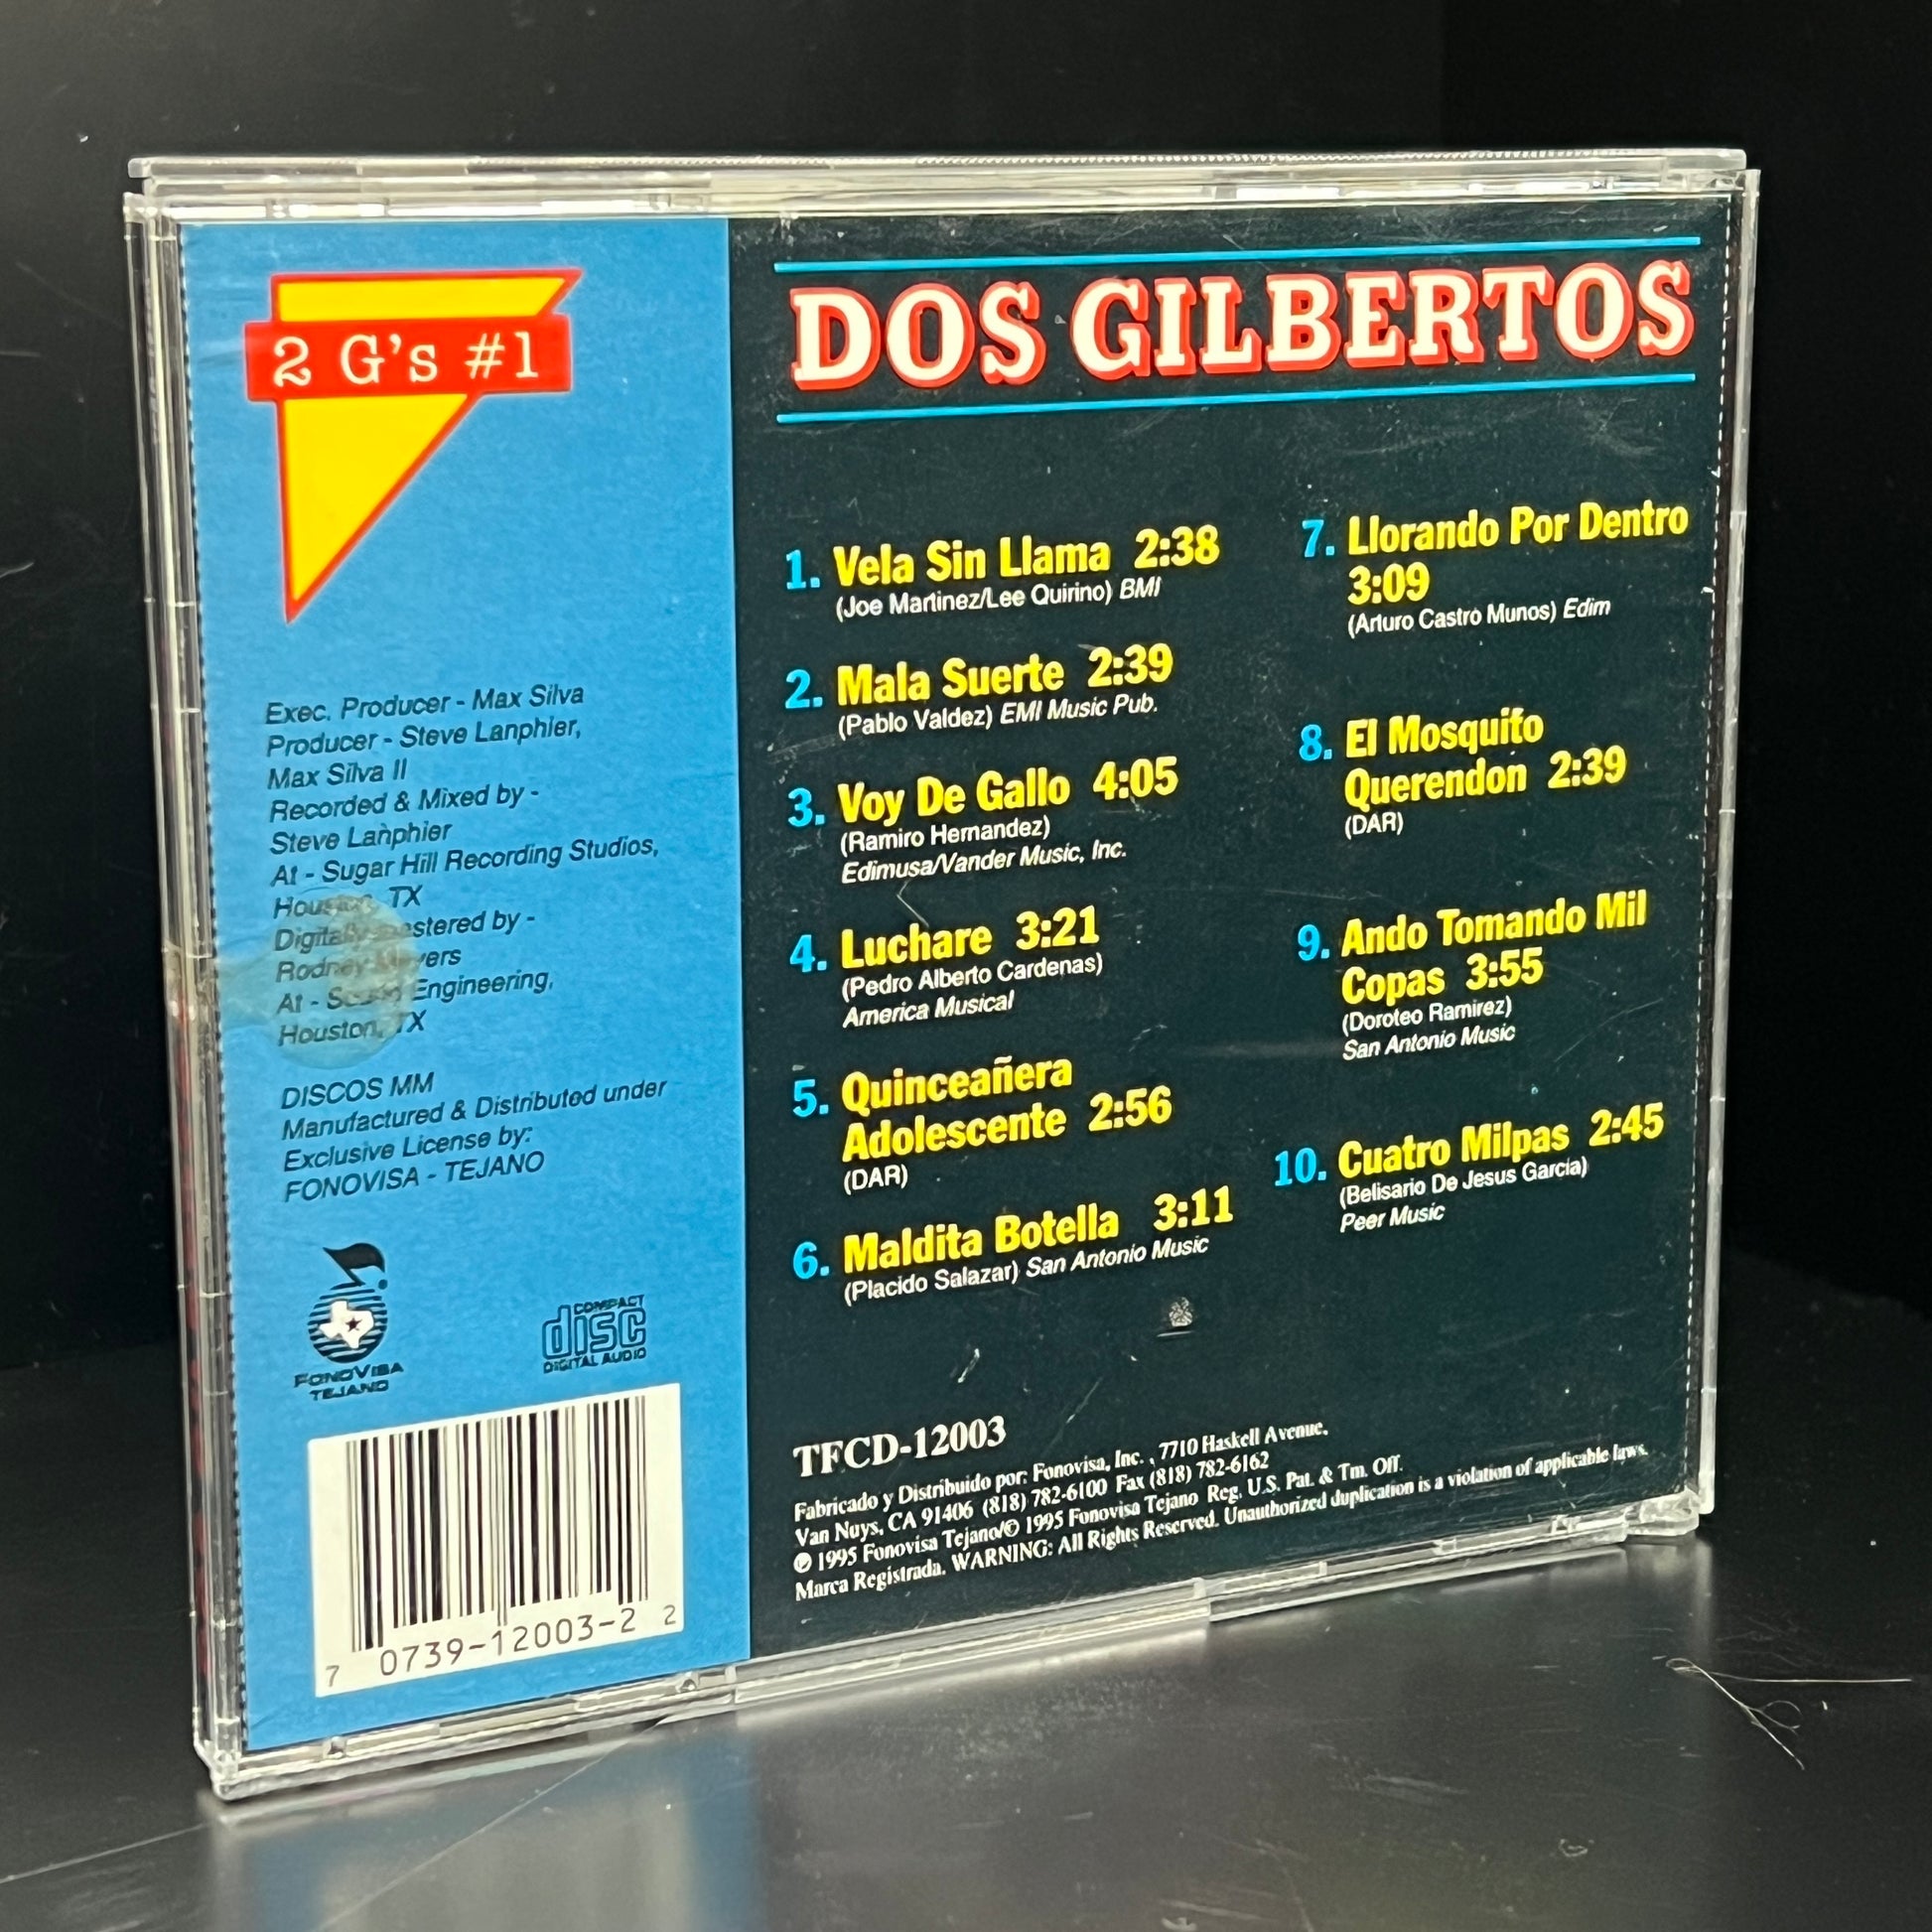 2 G's #1
Exec. Producer - Max Silva
Producer - Steve Lanphier,
Max Silva II
Recorded & Mixed by -
Steve Lanphier
At - Sugar Hill Recording Studios,
Houston, TX
Digitally Mastered by -
Rodney Meyers
At - Engineering,
Houston, TX
DISCOS MM
Manufactured & Distributed under
Exclusive License by:
FONOVISA - TEJANO
FONOVISA
TEJANO
COMPACT
disc
DIGITAL AUDIO
7 0739-12003-2 2
DOS GILBERTOS
1. Vela Sin Llama 2:38
(Joe Martinez/Lee Quirino) BMI
2. Mala Suerte 2:39
(Pablo Valdez) EMI Music Pub.
3. Voy De Gallo 4:05
(Ramiro Hernandez)
Edimusa/Vander Music, Inc.
4. Luchare 3:21
(Pedro Alberto Cardenas)
America Musical
5. Quinceañera
Adolescente 2:56
(DAR)
6. Maldita Botella 3:11
(Placido Salazar) San Antonio Music
7. Llorando Por Dentro
3:09
(Arturo Castro Munos) Edim
8. El Mosquito
Querendon 2:39
(DAR)
9. Ando Tomando Mil
Copas 3:55
(Doroteo Ramirez)
San Antonio Music
10. Cuatro Milpas 2:45
(Belisario De Jesus Garcia)
Peer Music
TFCD-12003
Fabricado y Distribuido por: Fonovisa, Inc., 7710 Haskell Avenue,
Van Nuys, CA 91406 (818) 782-6100 Fax (818) 782-6162
℗ 1995 Fonovisa Tejano/© 1995 Fonovisa Tejano Reg. U.S. Pat. & Tm. Off.
Marca Registrada. WARNING: All Rights Reserved. Unauthorized duplication is a violation of applicable laws.